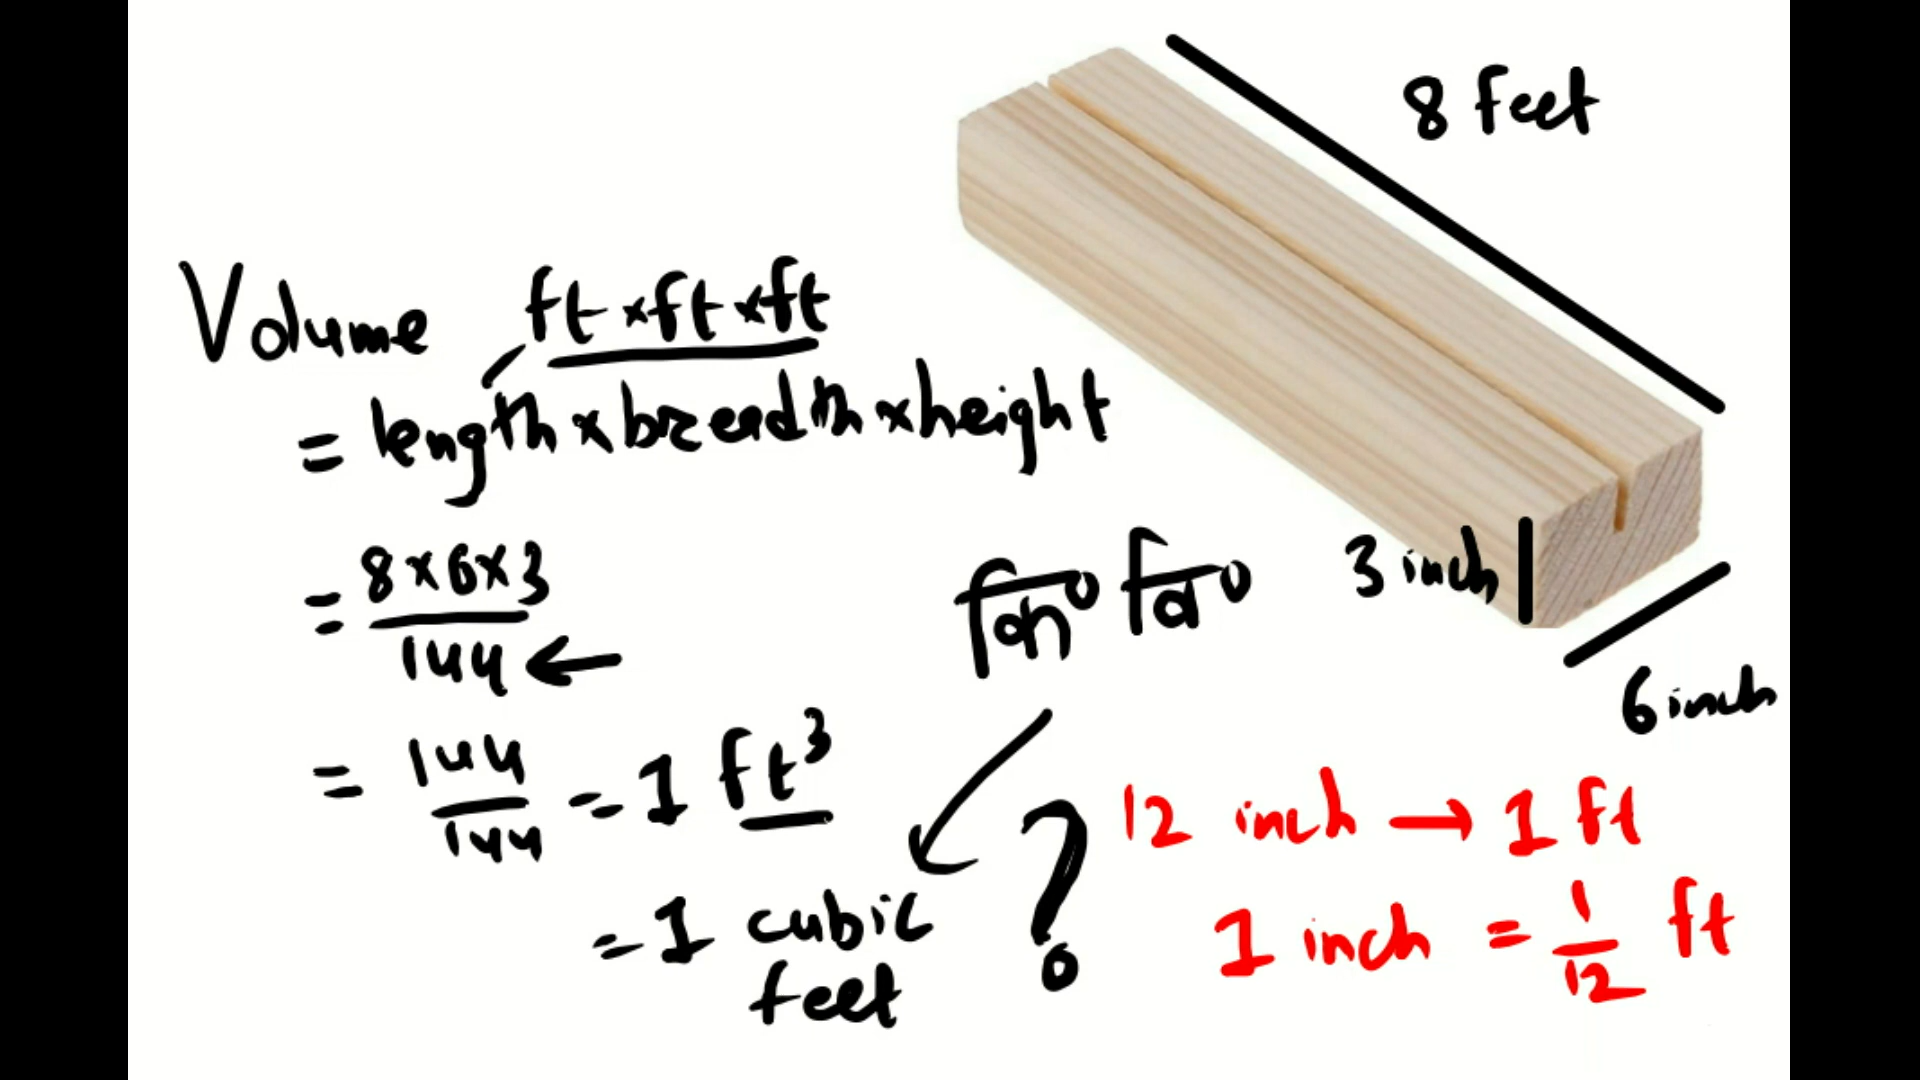 8 feet
Volume
ft×ft×ft
= length × breadth × height
= 8×6×3
144
= 144
144
= 1 ft³
= 1 cubic
feet
?
3 inch
6 inch
12 inch → 1 ft
1 inch = 1/12 ft